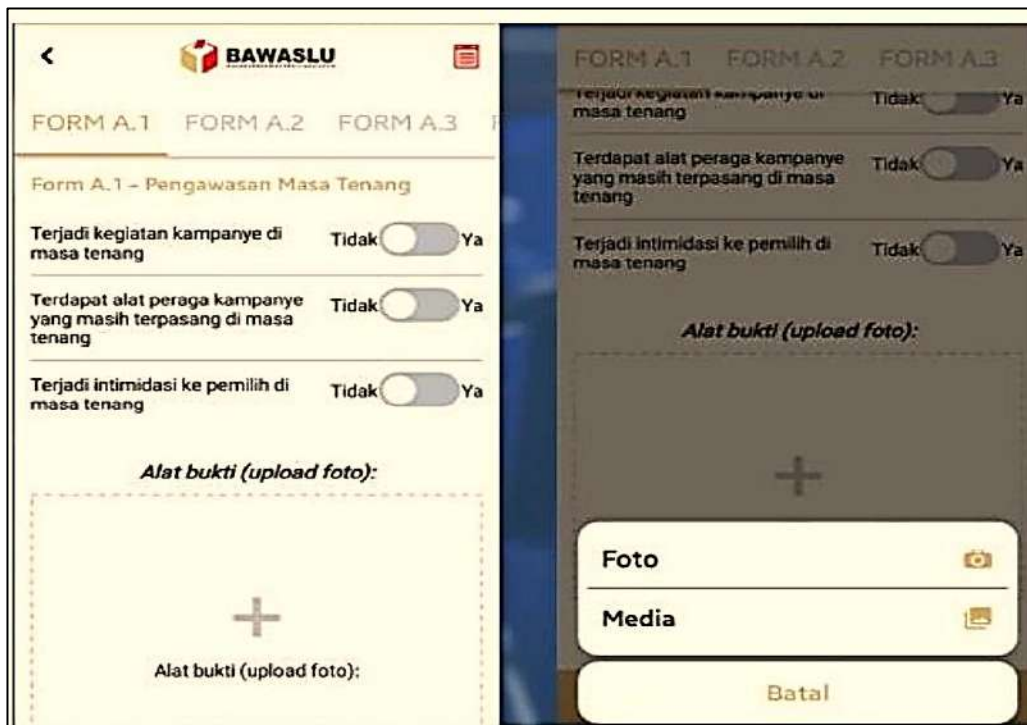 BAWASLU
FORM A.1 FORM A.2 FORM A.3
Form A.1 - Pengawasan Masa Tenang
Terjadi kegiatan kampanye di
masa tenang
Tidak Ya
Terdapat alat peraga kampanye
yang masih terpasang di masa
tenang
Tidak Ya
Terjadi intimidasi ke pemilih di
masa tenang
Tidak Ya
Alat bukti (upload foto):
Alat bukti (upload foto):
FORM A.1 FORM A.2 FORM A.3
Terjadi kegiatan kampanye di
masa tenang
Tidak Ya
Terdapat alat peraga kampanye
yang masih terpasang di masa
tenang
Tidak Ya
Terjadi intimidasi ke pemilih di
masa tenang
Tidak Ya
Alat bukti (upload foto):
Foto
Media
Batal